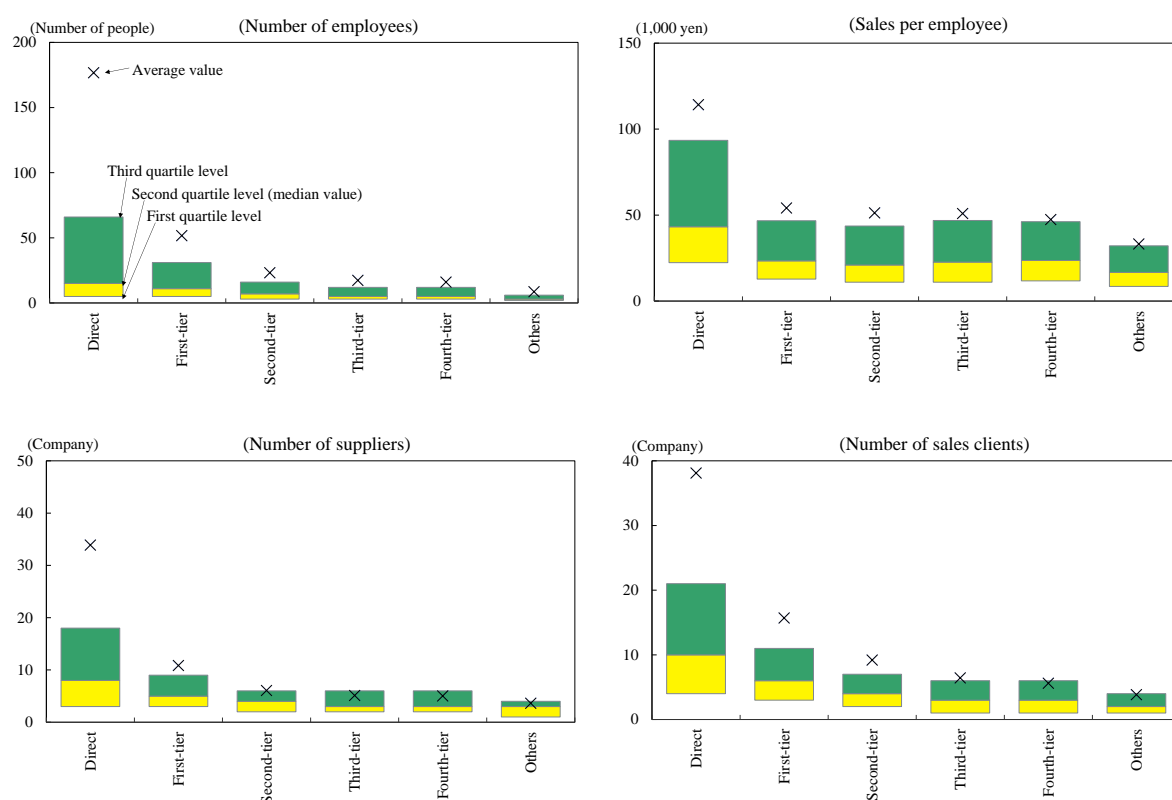 (Number of people)
(Number of employees)
200
150
100
50
0
Average value
Third quartile level
Second quartile level (median value)
First quartile level
Direct
First-tier
Second-tier
Third-tier
Fourth-tier
Others
(1,000 yen)
(Sales per employee)
150
100
50
0
Direct
First-tier
Second-tier
Third-tier
Fourth-tier
Others
(Company)
(Number of suppliers)
50
40
30
20
10
0
Direct
First-tier
Second-tier
Third-tier
Fourth-tier
Others
(Company)
(Number of sales clients)
40
30
20
10
0
Direct
First-tier
Second-tier
Third-tier
Fourth-tier
Others